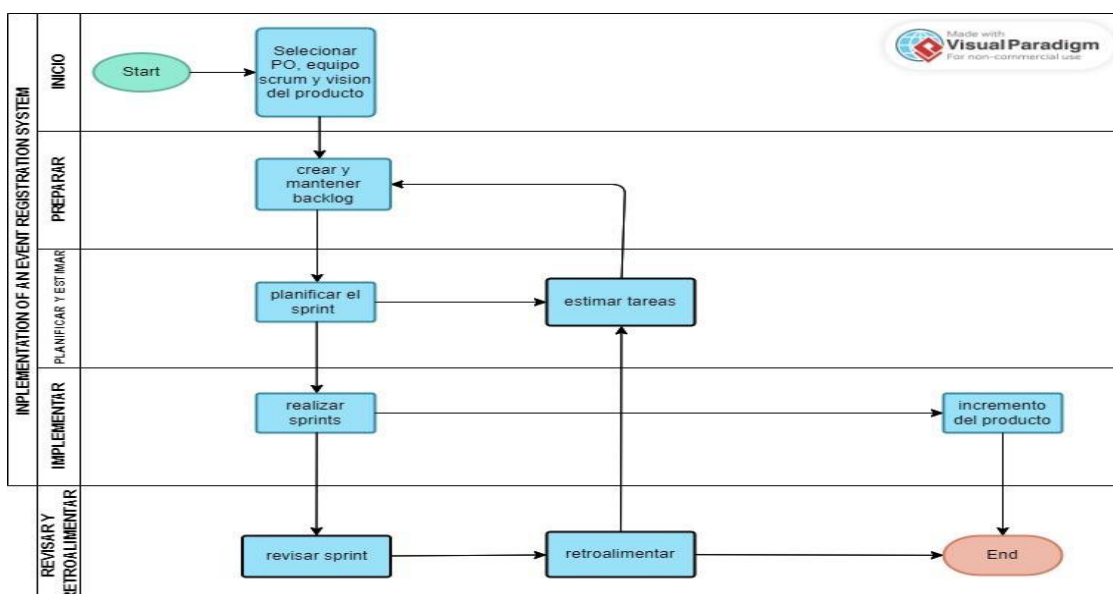 INPLEMENTATION OF AN EVENT REGISTRATION SYSTEM
INICIO
Start
Selecionar
PO, equipo
scrum y vision
del producto
Made with
Visual Paradigm
For non-commercial use
PREPARAR
crear y
mantener
backlog
PLANIFICAR Y ESTIMAR
planificar el
sprint
estimar tareas
IMPLEMENTAR
realizar
sprints
incremento
del producto
REVISAR Y
RETROALIMENTAR
revisar sprint
retroalimentar
End